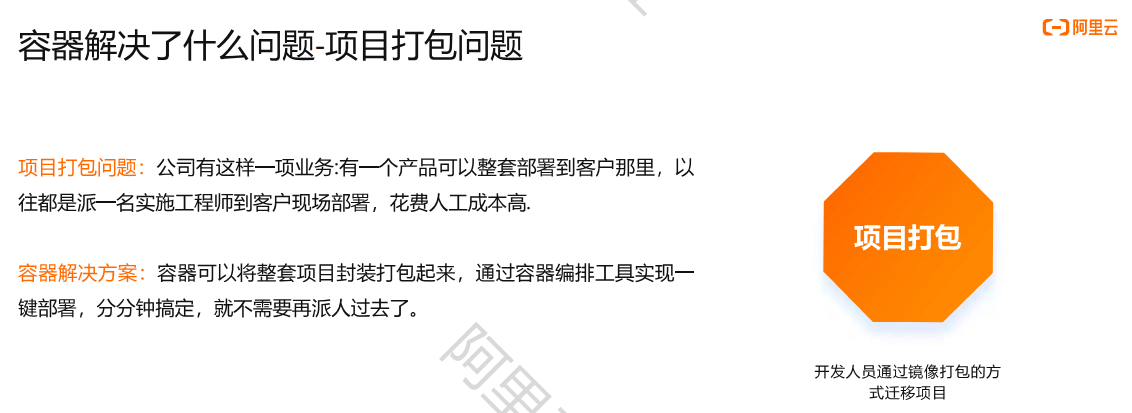 容器解决了什么问题-项目打包问题
阿里云
项目打包问题：公司有这样一项业务:有一个产品可以整套部署到客户那里，以
往都是派一名实施工程师到客户现场部署，花费人工成本高.
容器解决方案：容器可以将整套项目封装打包起来，通过容器编排工具实现一
键部署，分分钟搞定，就不需要再派人过去了。
项目打包
开发人员通过镜像打包的方
式迁移项目
阿里